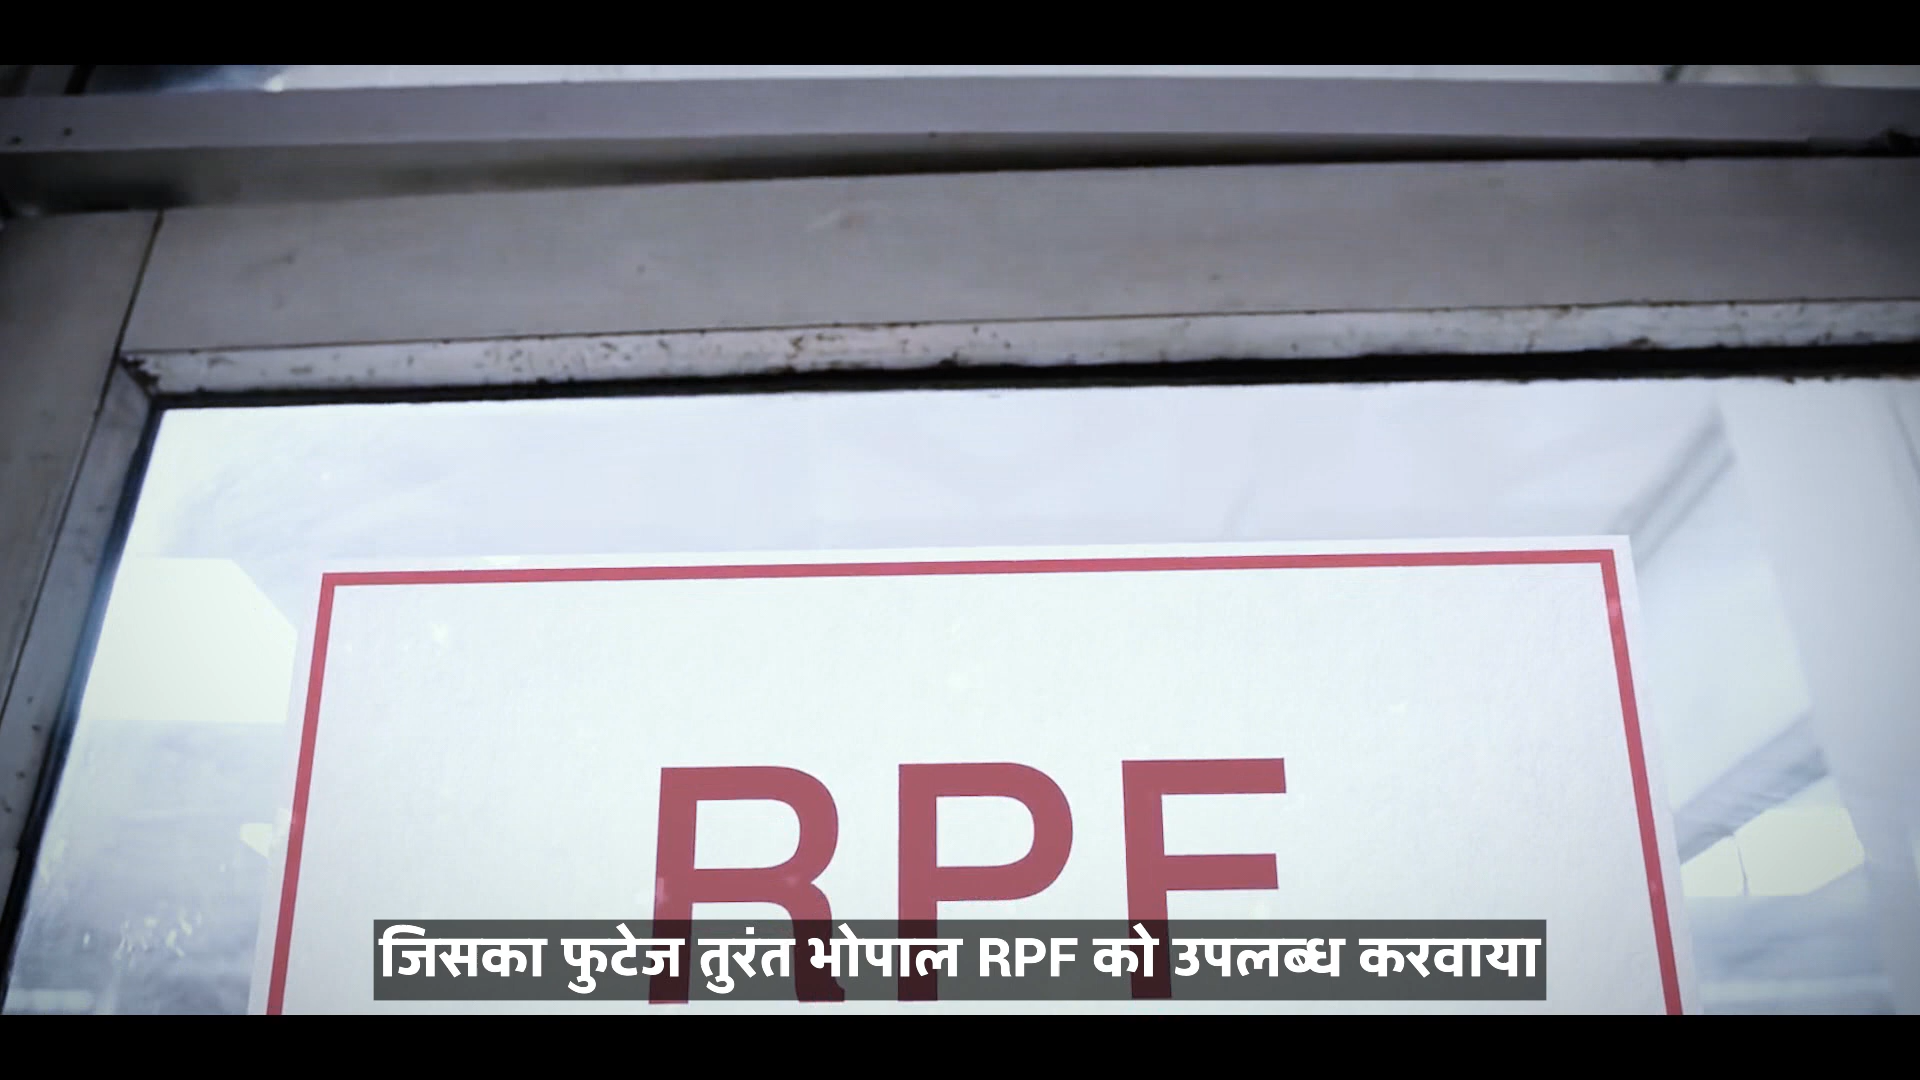 RPF
जिसका फुटेज तुरंत भोपाल RPF को उपलब्ध करवाया